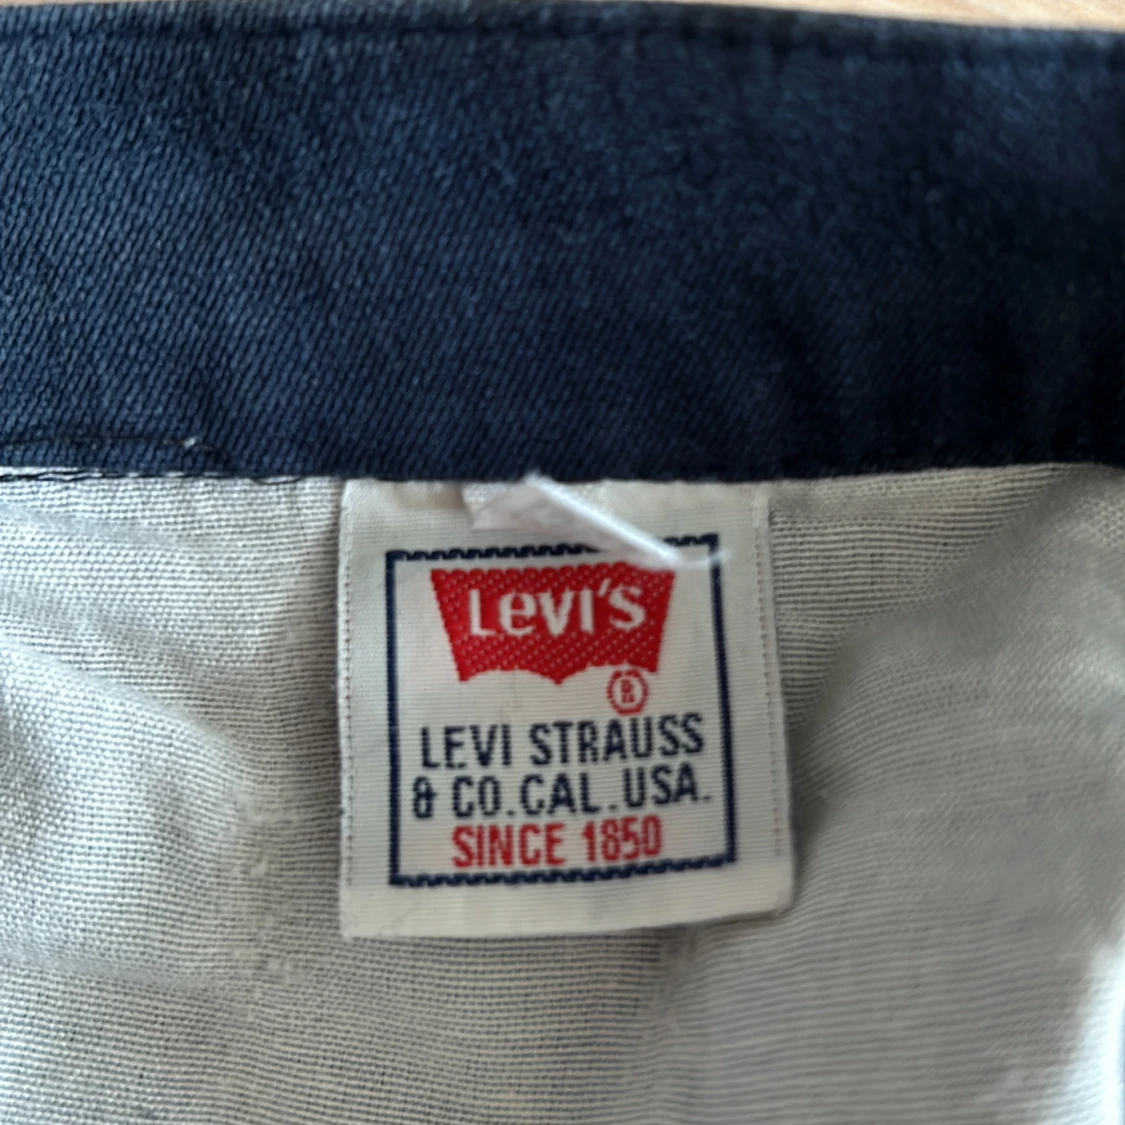 Levi's
®
LEVI STRAUSS
& CO.CAL.USA.
SINCE 1850